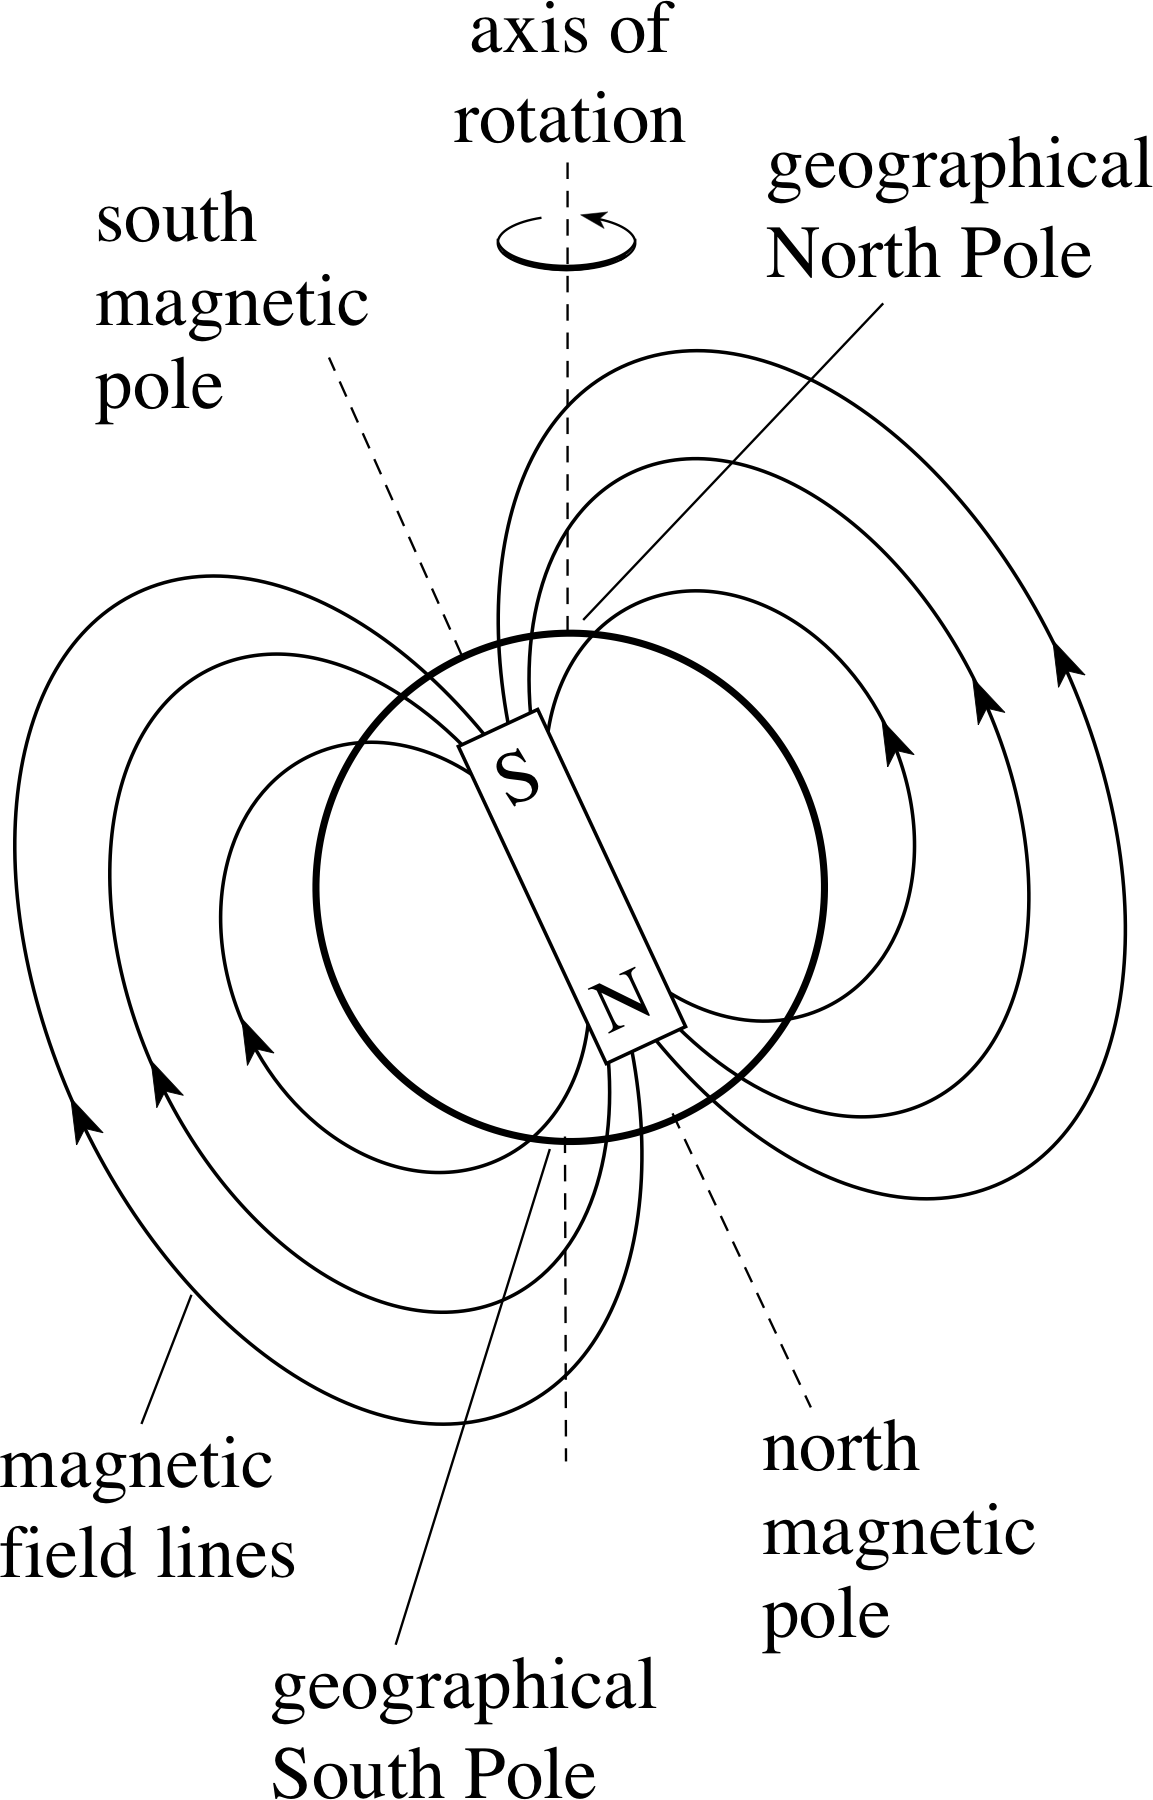 axis of
rotation
geographical
North Pole
south
magnetic
pole
S
N
magnetic
field lines
north
magnetic
pole
geographical
South Pole